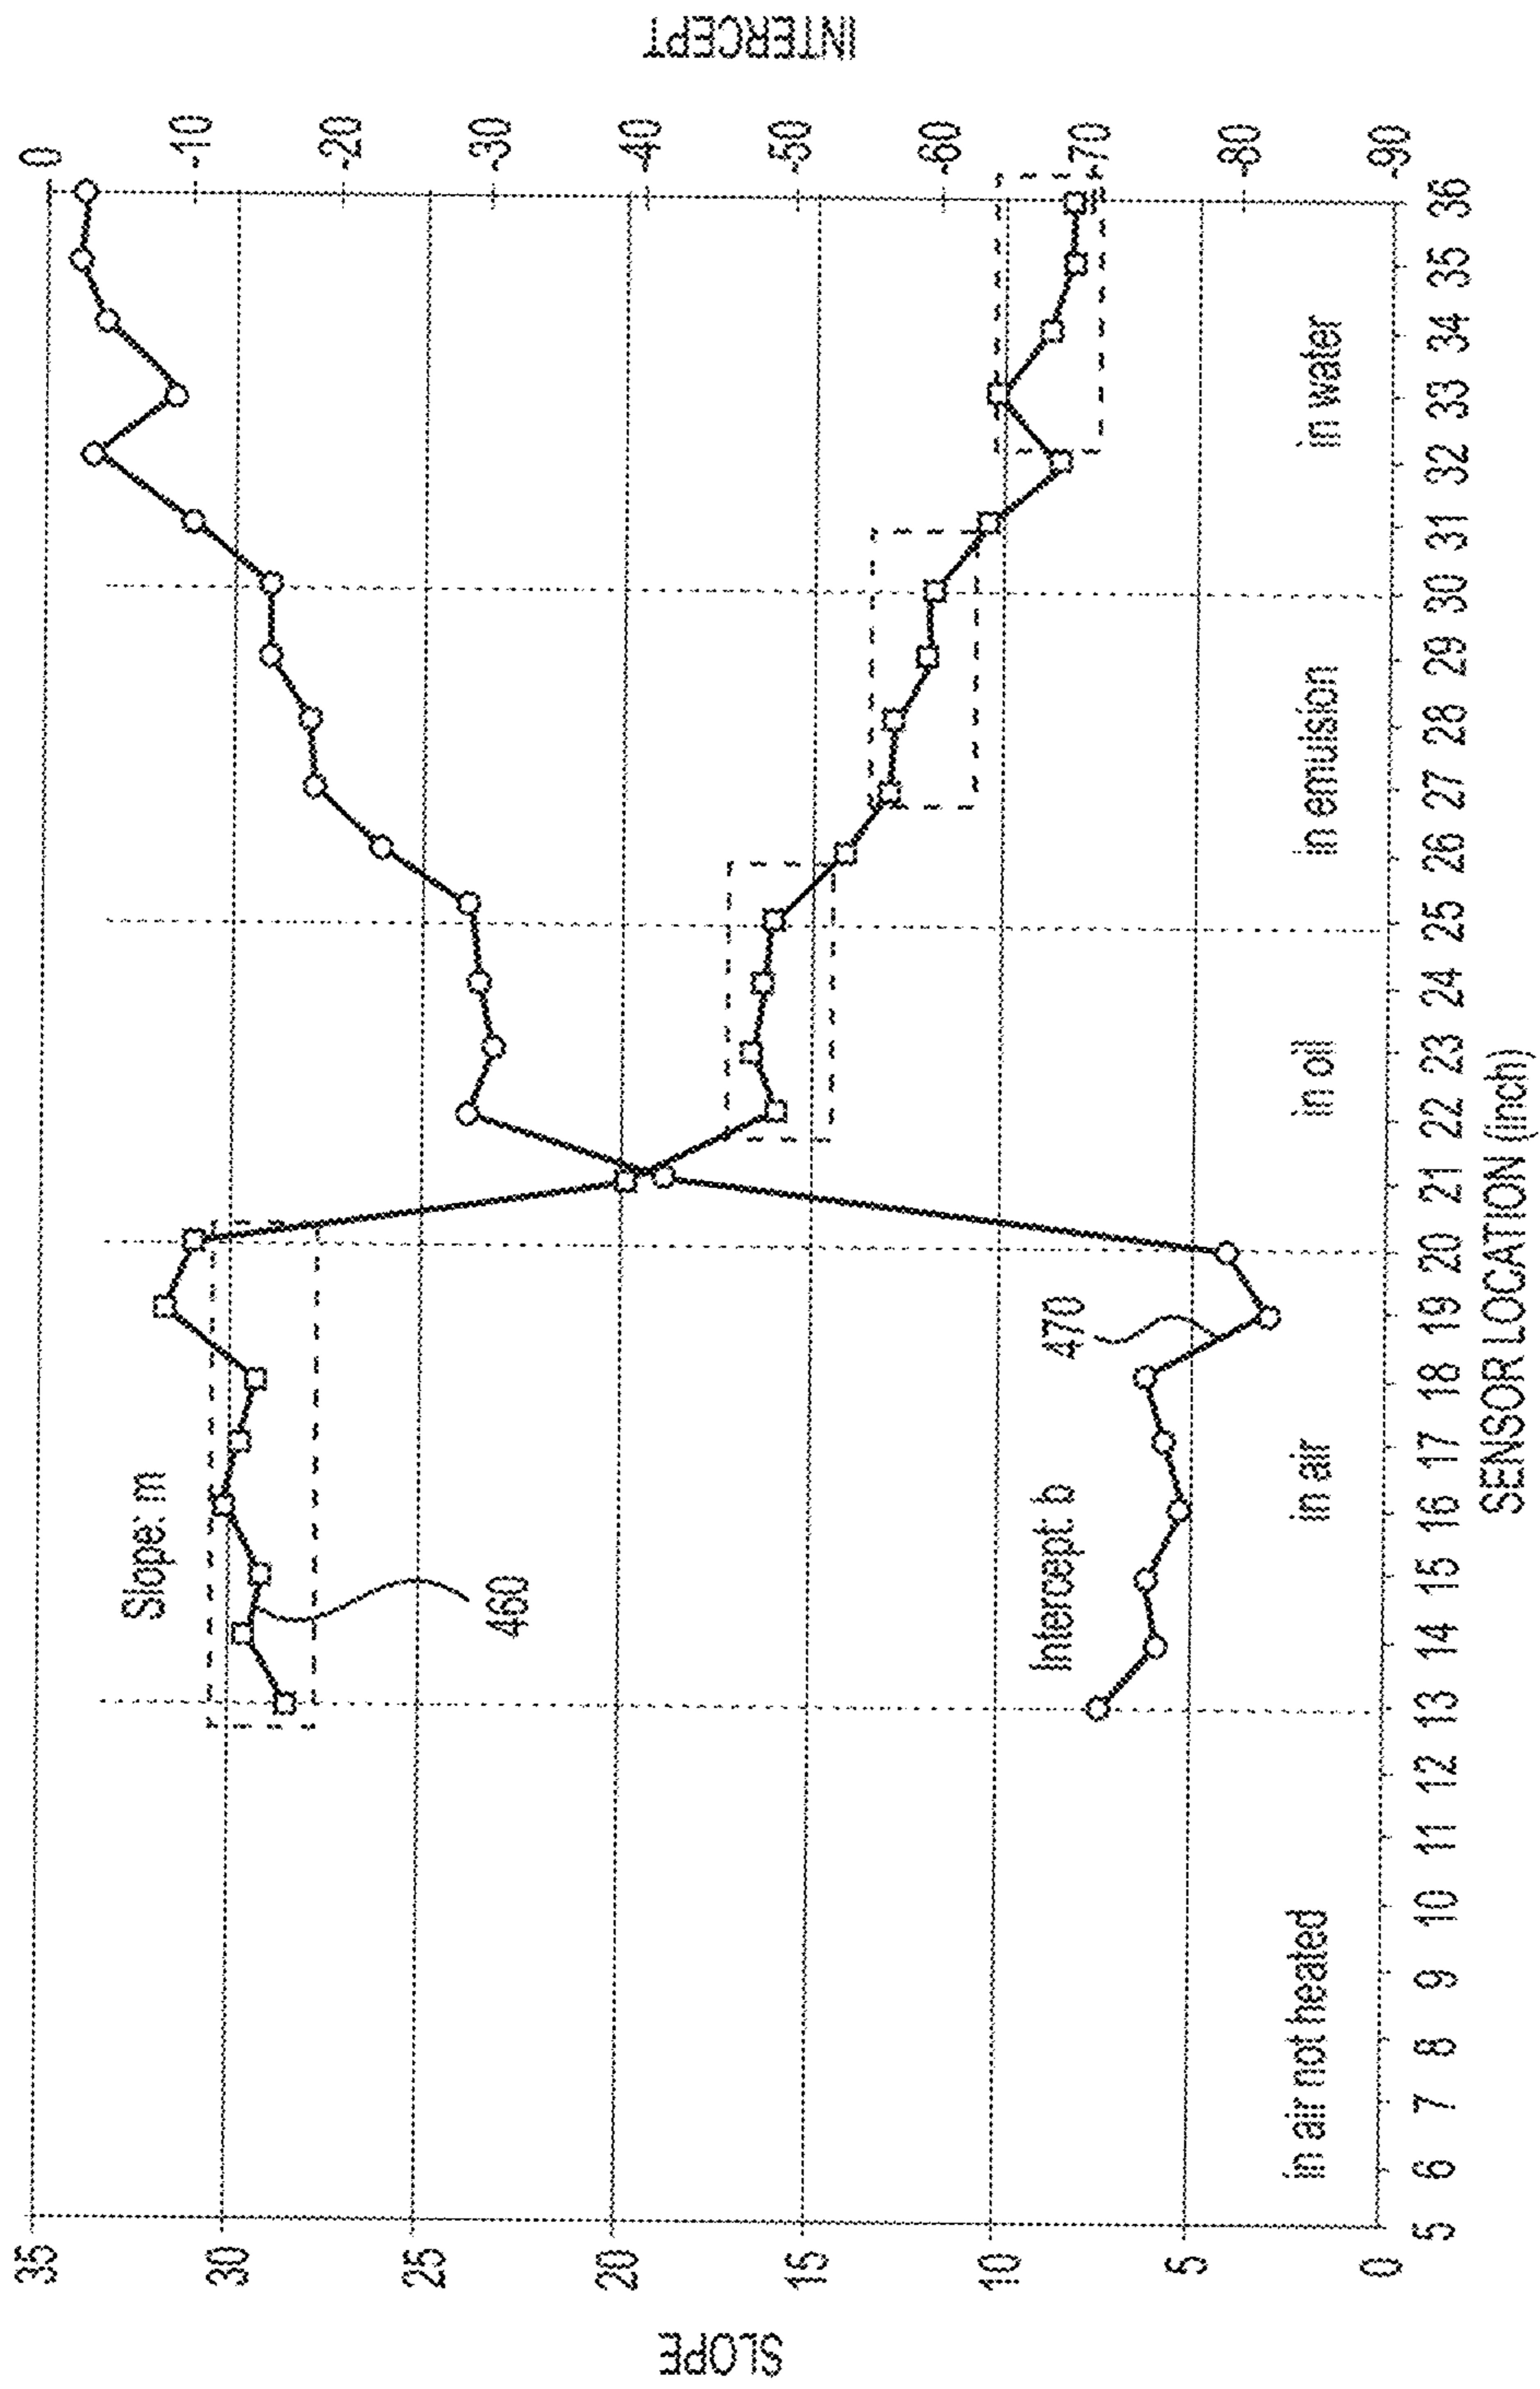 SLOPE
35
30
25
20
15
10
5
0
Slope: m
460
Intercept: b
470
in air not heated
in air
in oil
in emulsion
in water
5 6 7 8 9 10 11 12 13 14 15 16 17 18 19 20 21 22 23 24 25 26 27 28 29 30 31 32 33 34 35 36
SENSOR LOCATION (inch)
0
-10
-20
-30
-40
-50
-60
-70
-80
-90
INTERCEPT